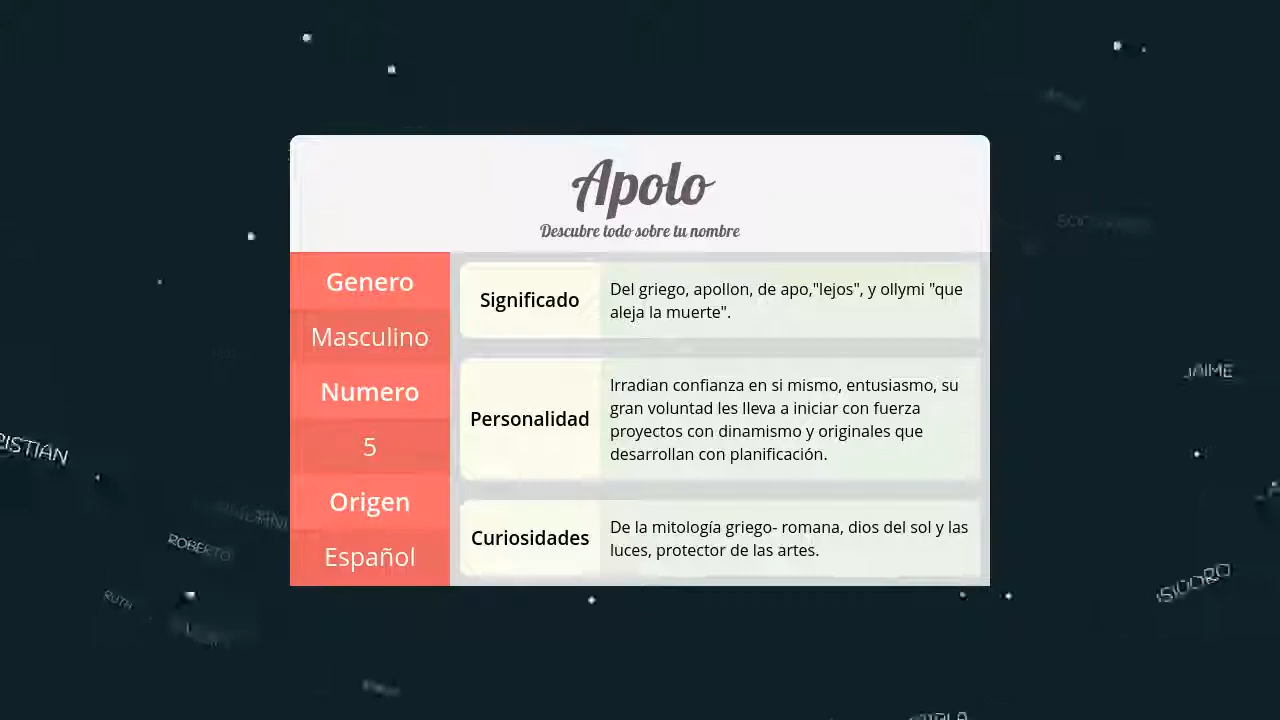 Apolo
Descubre todo sobre tu nombre
Genero
Masculino
Numero
5
Origen
Español
Significado
Del griego, apollon, de apo,"lejos", y ollymi "que
aleja la muerte".
Personalidad
Irradian confianza en si mismo, entusiasmo, su
gran voluntad les lleva a iniciar con fuerza
proyectos con dinamismo y originales que
desarrollan con planificación.
Curiosidades
De la mitología griego- romana, dios del sol y las
luces, protector de las artes.
JAIME
ROBERTO
RUTH
ISIDORO